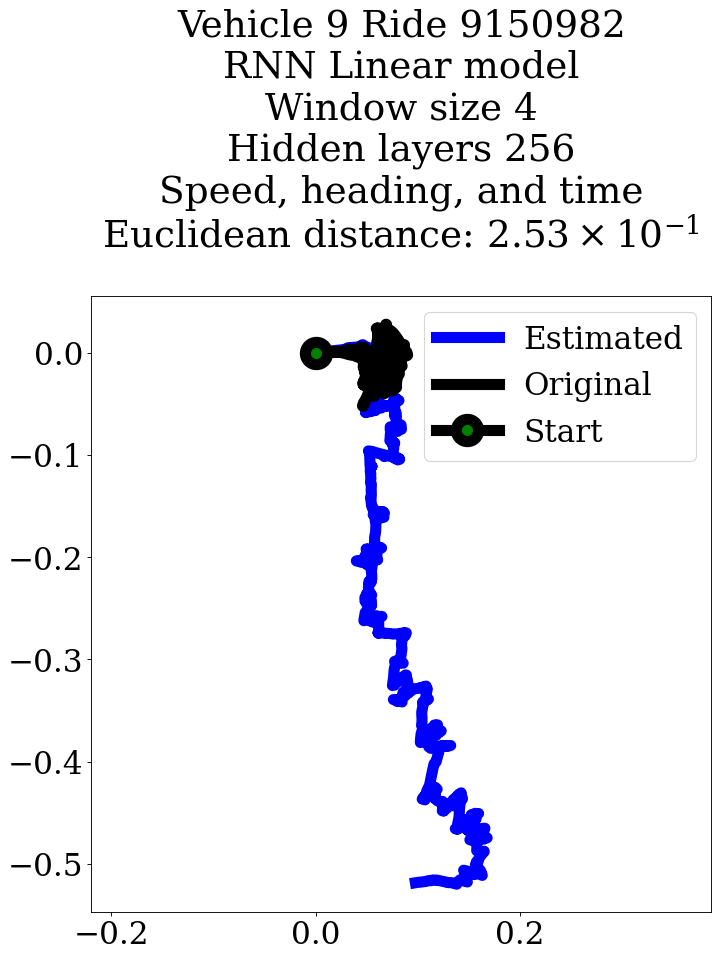 Vehicle 9 Ride 9150982
RNN Linear model
Window size 4
Hidden layers 256
Speed, heading, and time
Euclidean distance: 2.53 × 10⁻¹
Estimated
Original
Start
0.0
−0.1
−0.2
−0.3
−0.4
−0.5
−0.2 0.0 0.2